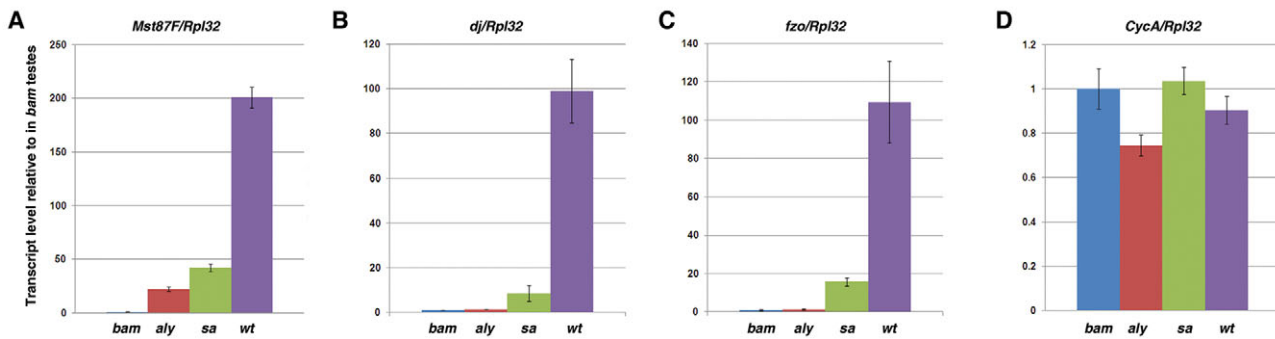 A
Mst87F/Rpl32
Transcript level relative to in bam testes
250
200
150
100
50
0
bam aly sa wt
B
dj/Rpl32
120
100
80
60
40
20
0
bam aly sa wt
C
fzo/Rpl32
140
120
100
80
60
40
20
0
bam aly sa wt
D
CycA/Rpl32
1.2
1
0.8
0.6
0.4
0.2
0
bam aly sa wt